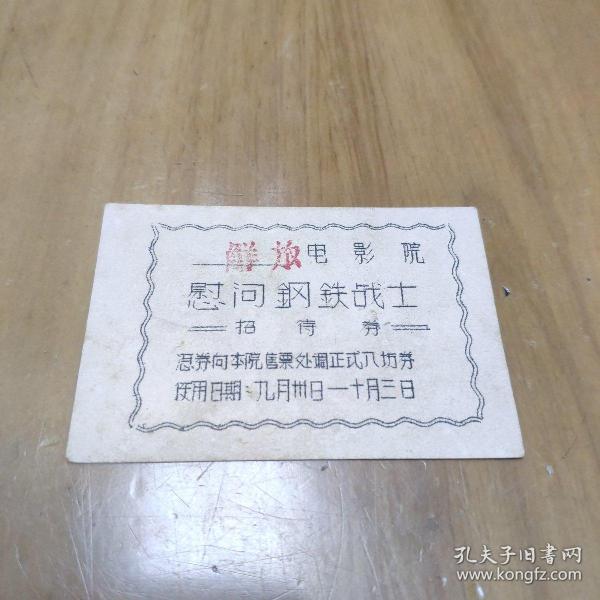 解放电影院
慰问钢鉄战士
招待券
凭券向本院售票处调正式入场券
使用日期:九月卅日—十月三日
孔夫子旧书网
www.kongfz.com